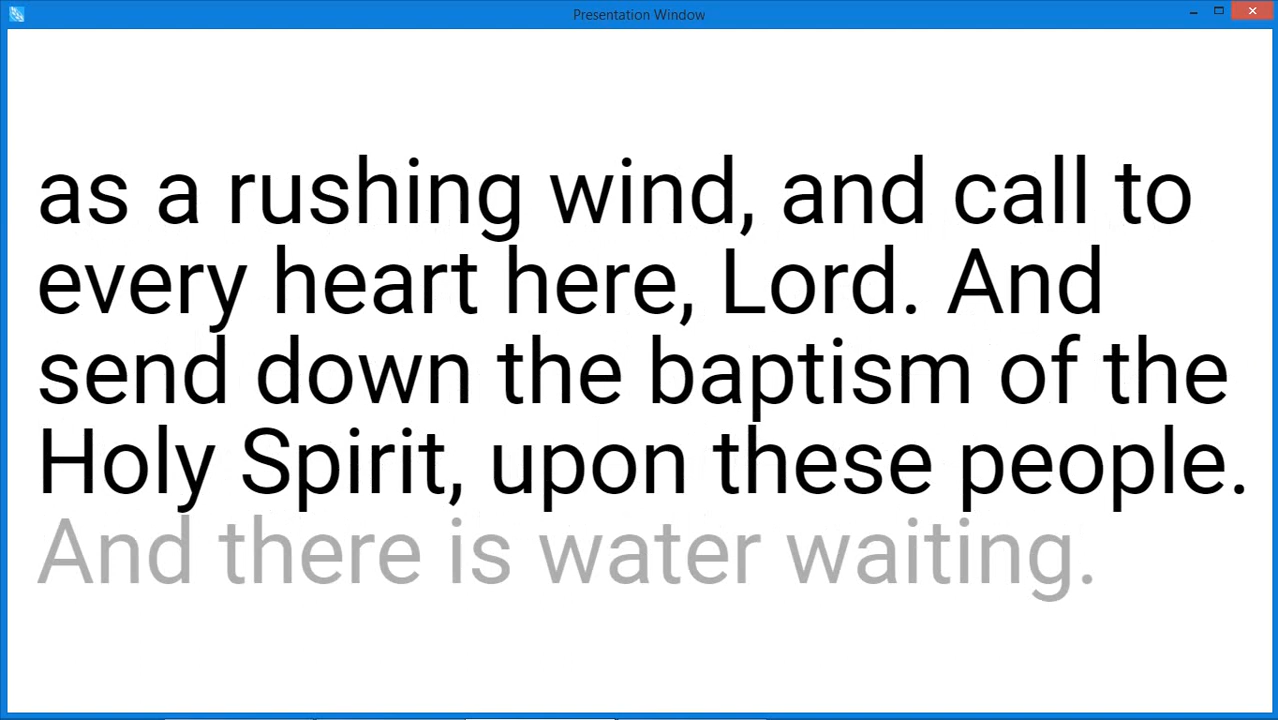 Presentation Window
as a rushing wind, and call to
every heart here, Lord. And
send down the baptism of the
Holy Spirit, upon these people.
And there is water waiting.